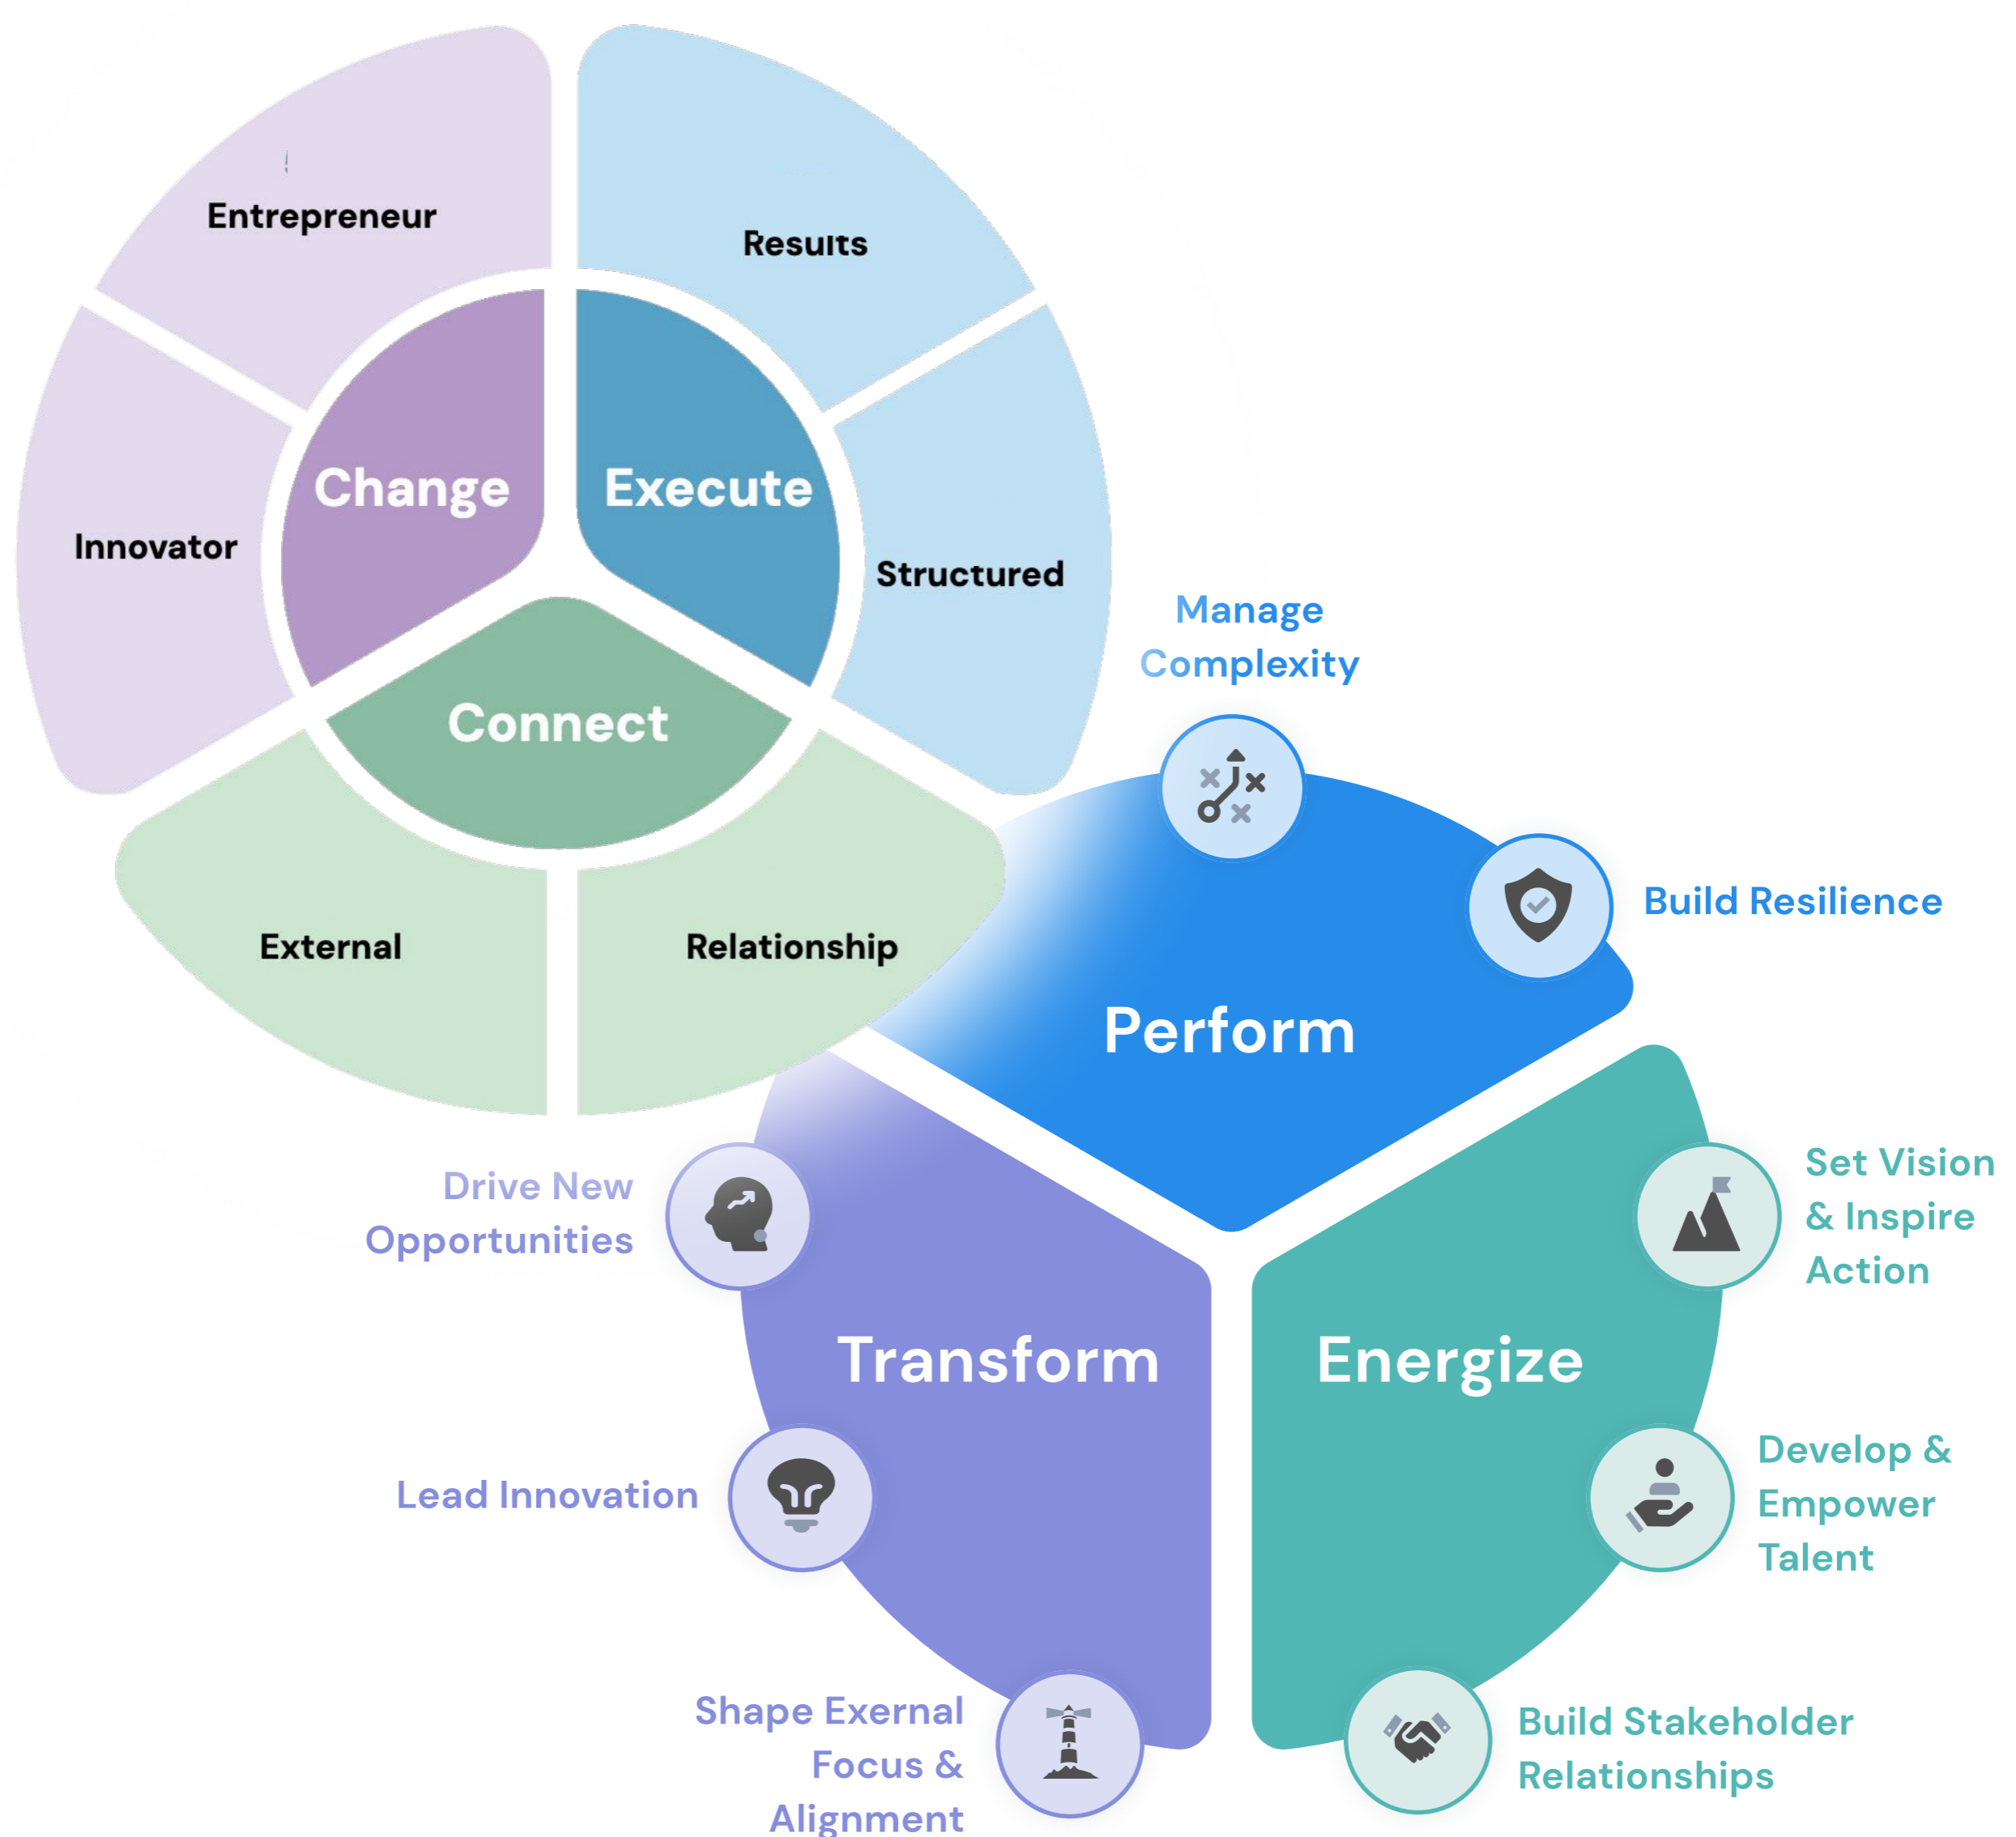 Entrepreneur
Results
Change
Execute
Innovator
Structured
Connect
External
Relationship
Manage
Complexity
Build Resilience
Perform
Drive New
Opportunities
Set Vision
& Inspire
Action
Transform
Energize
Lead Innovation
Develop &
Empower
Talent
Shape Exernal
Focus &
Alignment
Build Stakeholder
Relationships